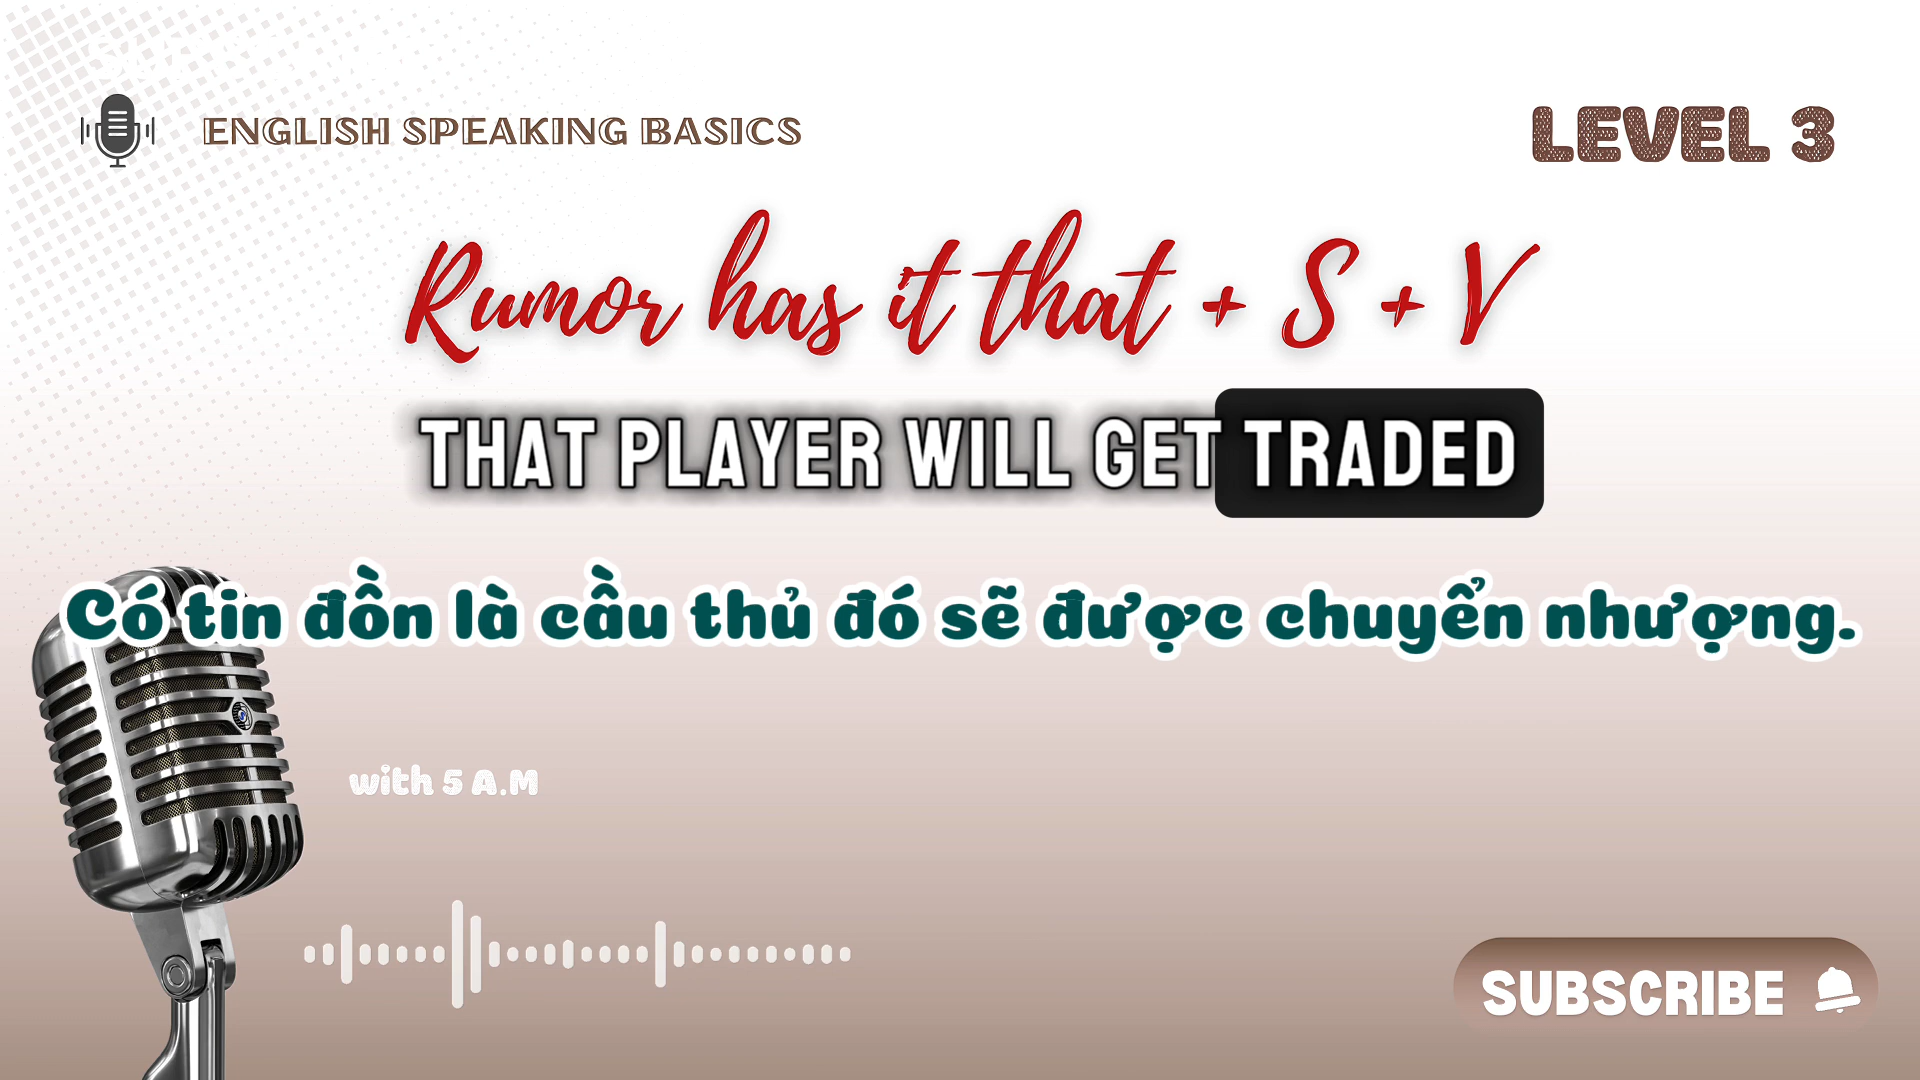 ENGLISH SPEAKING BASICS
LEVEL 3
Rumor has it that + S + V
THAT PLAYER WILL GET TRADED
Có tin đồn là cầu thủ đó sẽ được chuyển nhượng.
with 5 A.M
SUBSCRIBE